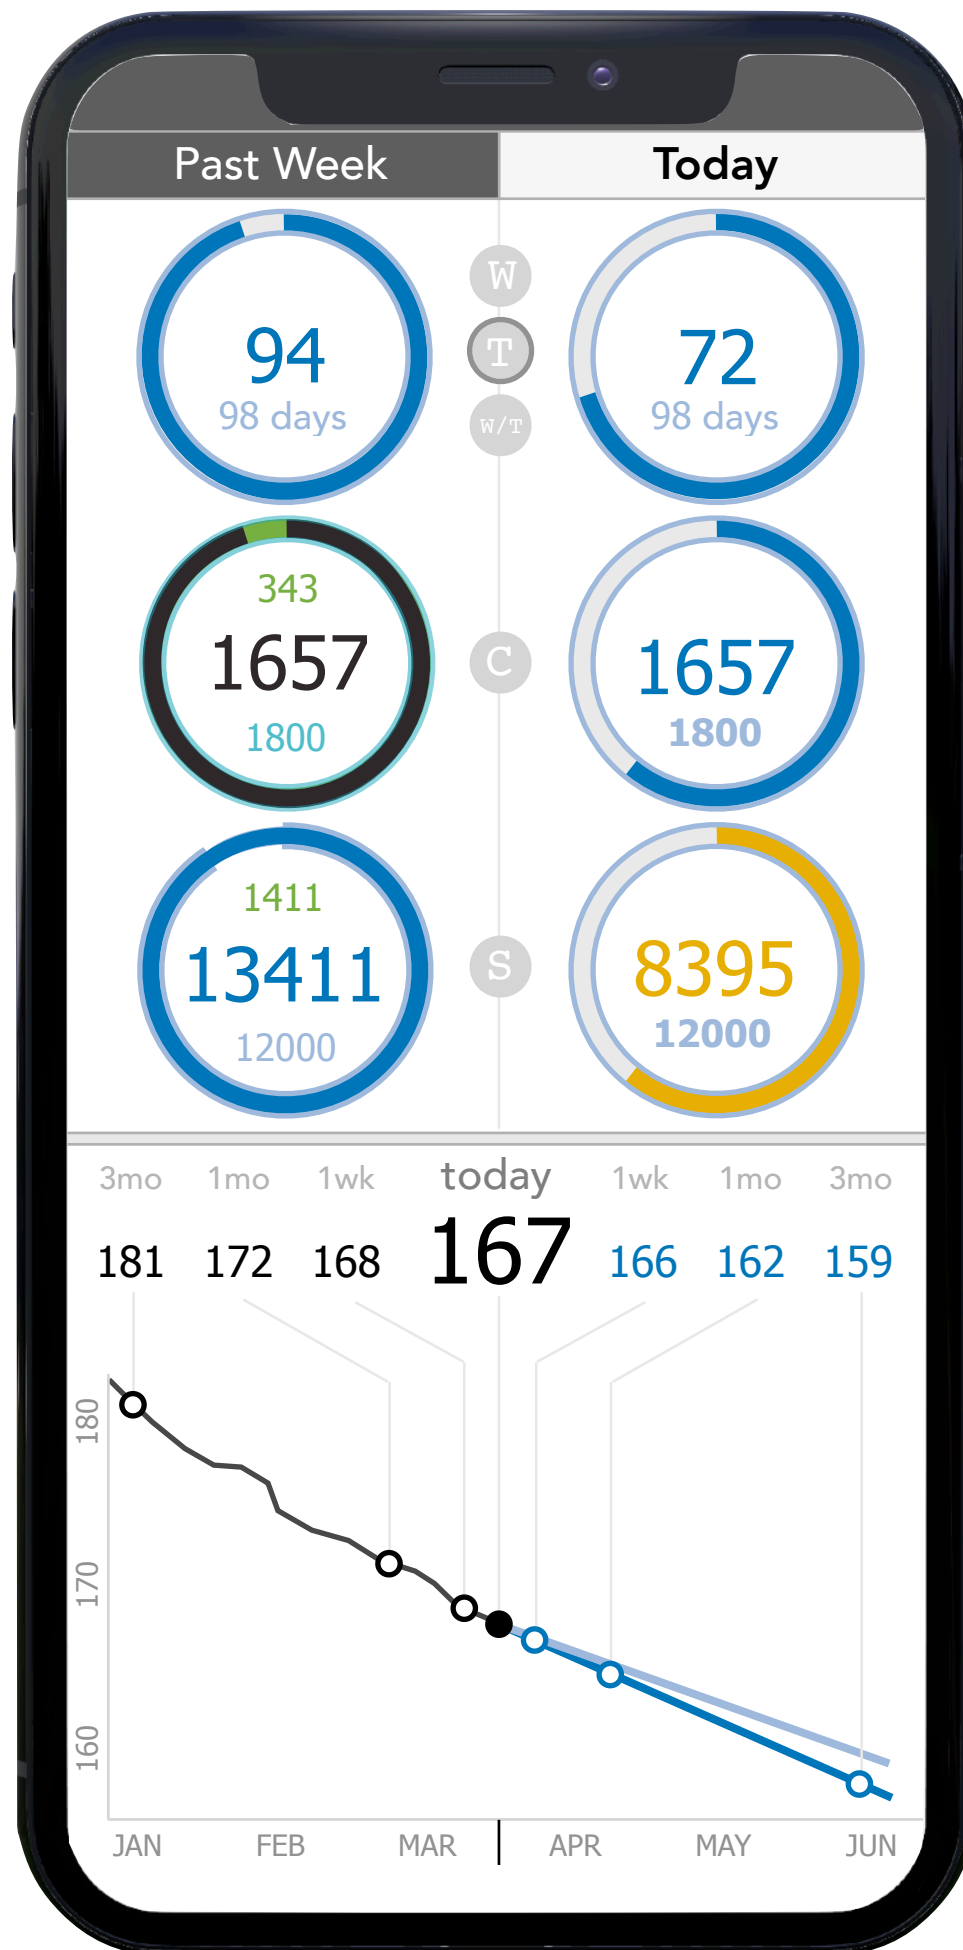 Past Week Today
W
T
W/T
94 72
98 days 98 days
343
1657 C 1657
1800 1800
1411
13411 S 8395
12000 12000
3mo 1mo 1wk today 1wk 1mo 3mo
181 172 168 167 166 162 159
180
170
160
JAN FEB MAR APR MAY JUN